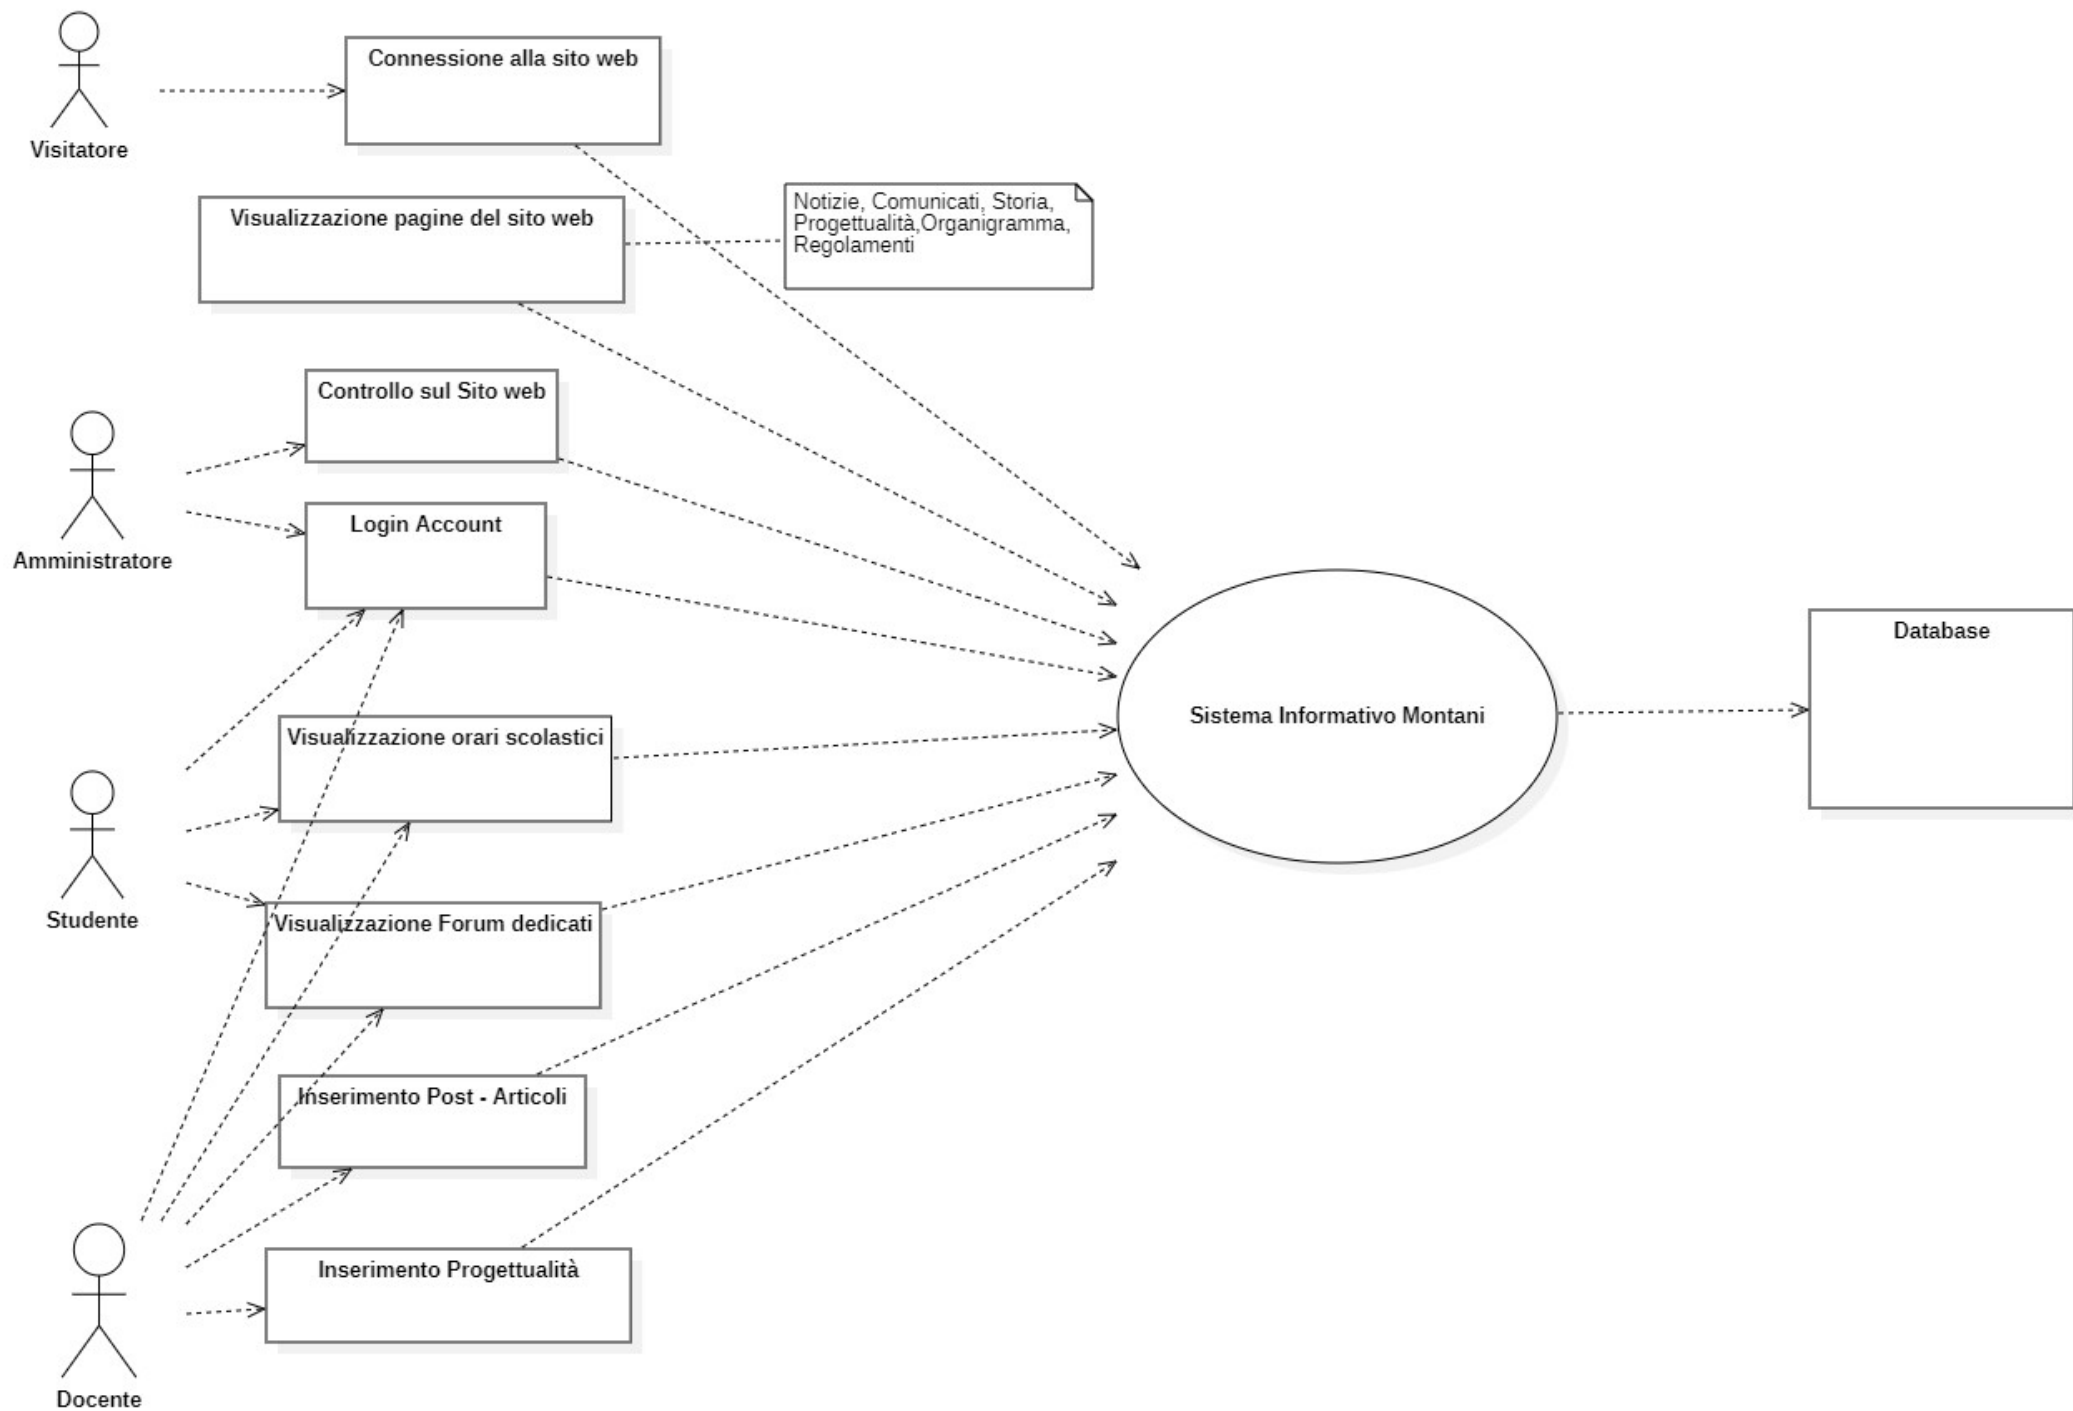 Visitatore
Connessione alla sito web
Visualizzazione pagine del sito web
Notizie, Comunicati, Storia,
Progettualità,Organigramma,
Regolamenti
Controllo sul Sito web
Amministratore
Login Account
Visualizzazione orari scolastici
Studente
Visualizzazione Forum dedicati
Inserimento Post - Articoli
Inserimento Progettualità
Docente
Sistema Informativo Montani
Database